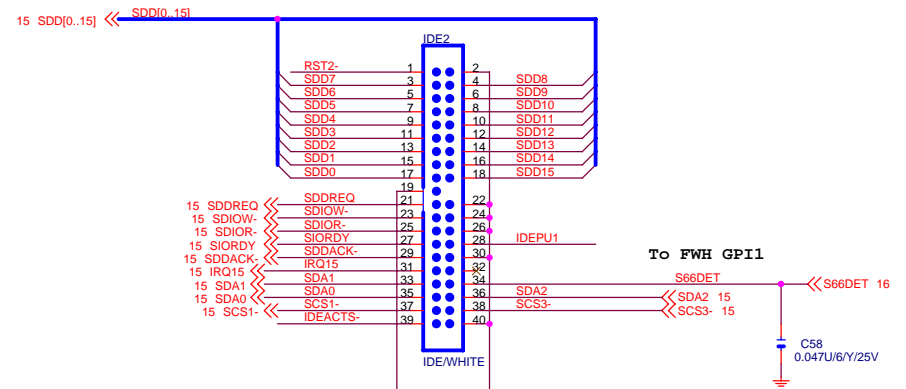 15 SDD[0..15] SDD[0..15]
IDE2
RST2- 1 2
SDD7 3 4 SDD8
SDD6 5 6 SDD9
SDD5 7 8 SDD10
SDD4 9 10 SDD11
SDD3 11 12 SDD12
SDD2 13 14 SDD13
SDD1 15 16 SDD14
SDD0 17 18 SDD15
19
15 SDDREQ SDDREQ 21 22
15 SDIOW- SDIOW- 23 24
15 SDIOR- SDIOR- 25 26
15 SIORDY SIORDY 27 28 IDEPU1
15 SDDACK- SDDACK- 29 30
15 IRQ15 IRQ15 31 32
To FWH GPI1
15 SDA1 SDA1 33 34 S66DET S66DET 16
15 SDA0 SDA0 35 36 SDA2 SDA2 15
15 SCS1- SCS1- 37 38 SCS3- SCS3- 15
IDEACTS- 39 40
C58
0.047U/6/Y/25V
IDE/WHITE